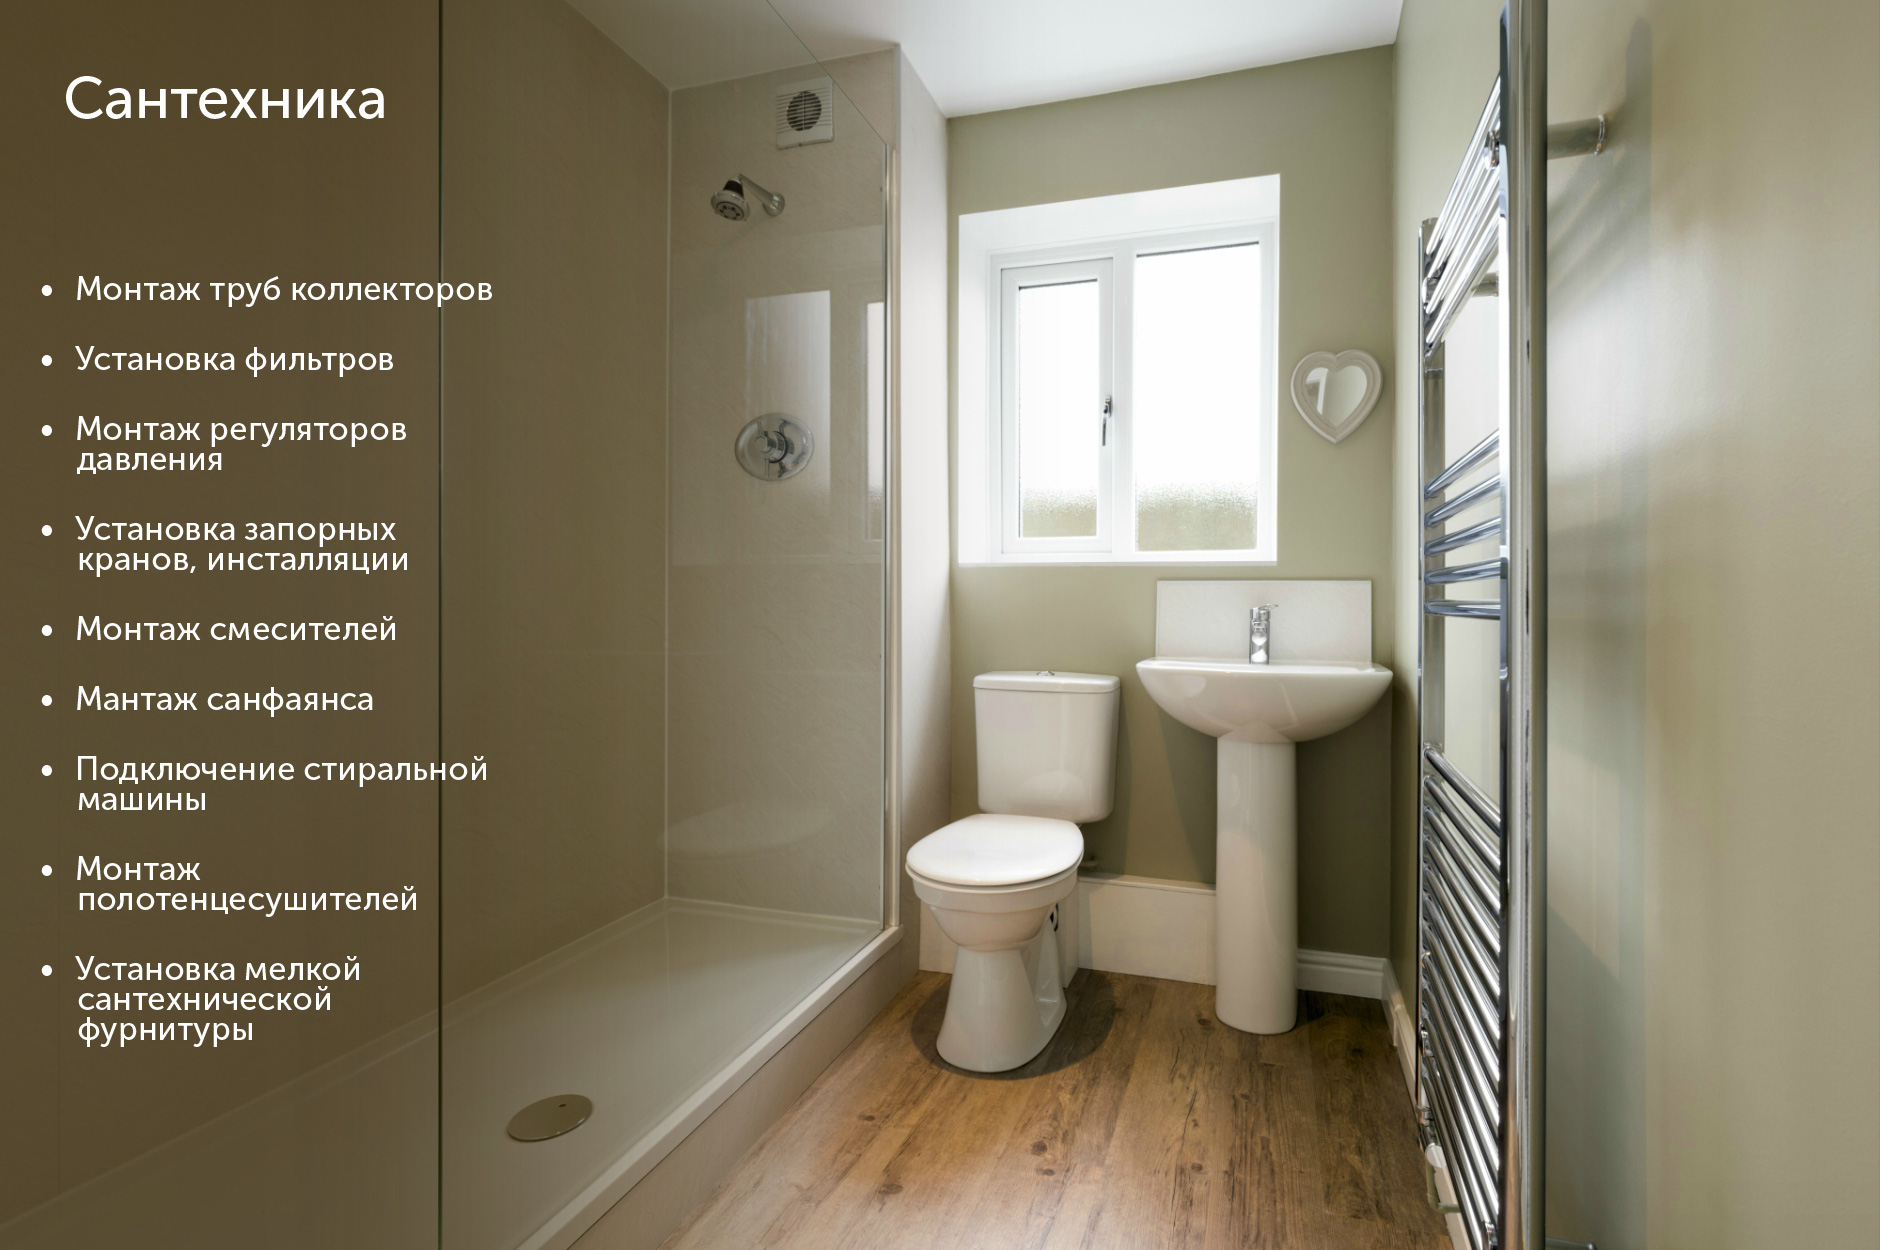 Сантехника
• Монтаж труб коллекторов
• Установка фильтров
• Монтаж регуляторов
давления
• Установка запорных
кранов, инсталляции
• Монтаж смесителей
• Мантаж санфаянса
• Подключение стиральной
машины
• Монтаж
полотенцесушителей
• Установка мелкой
сантехнической
фурнитуры